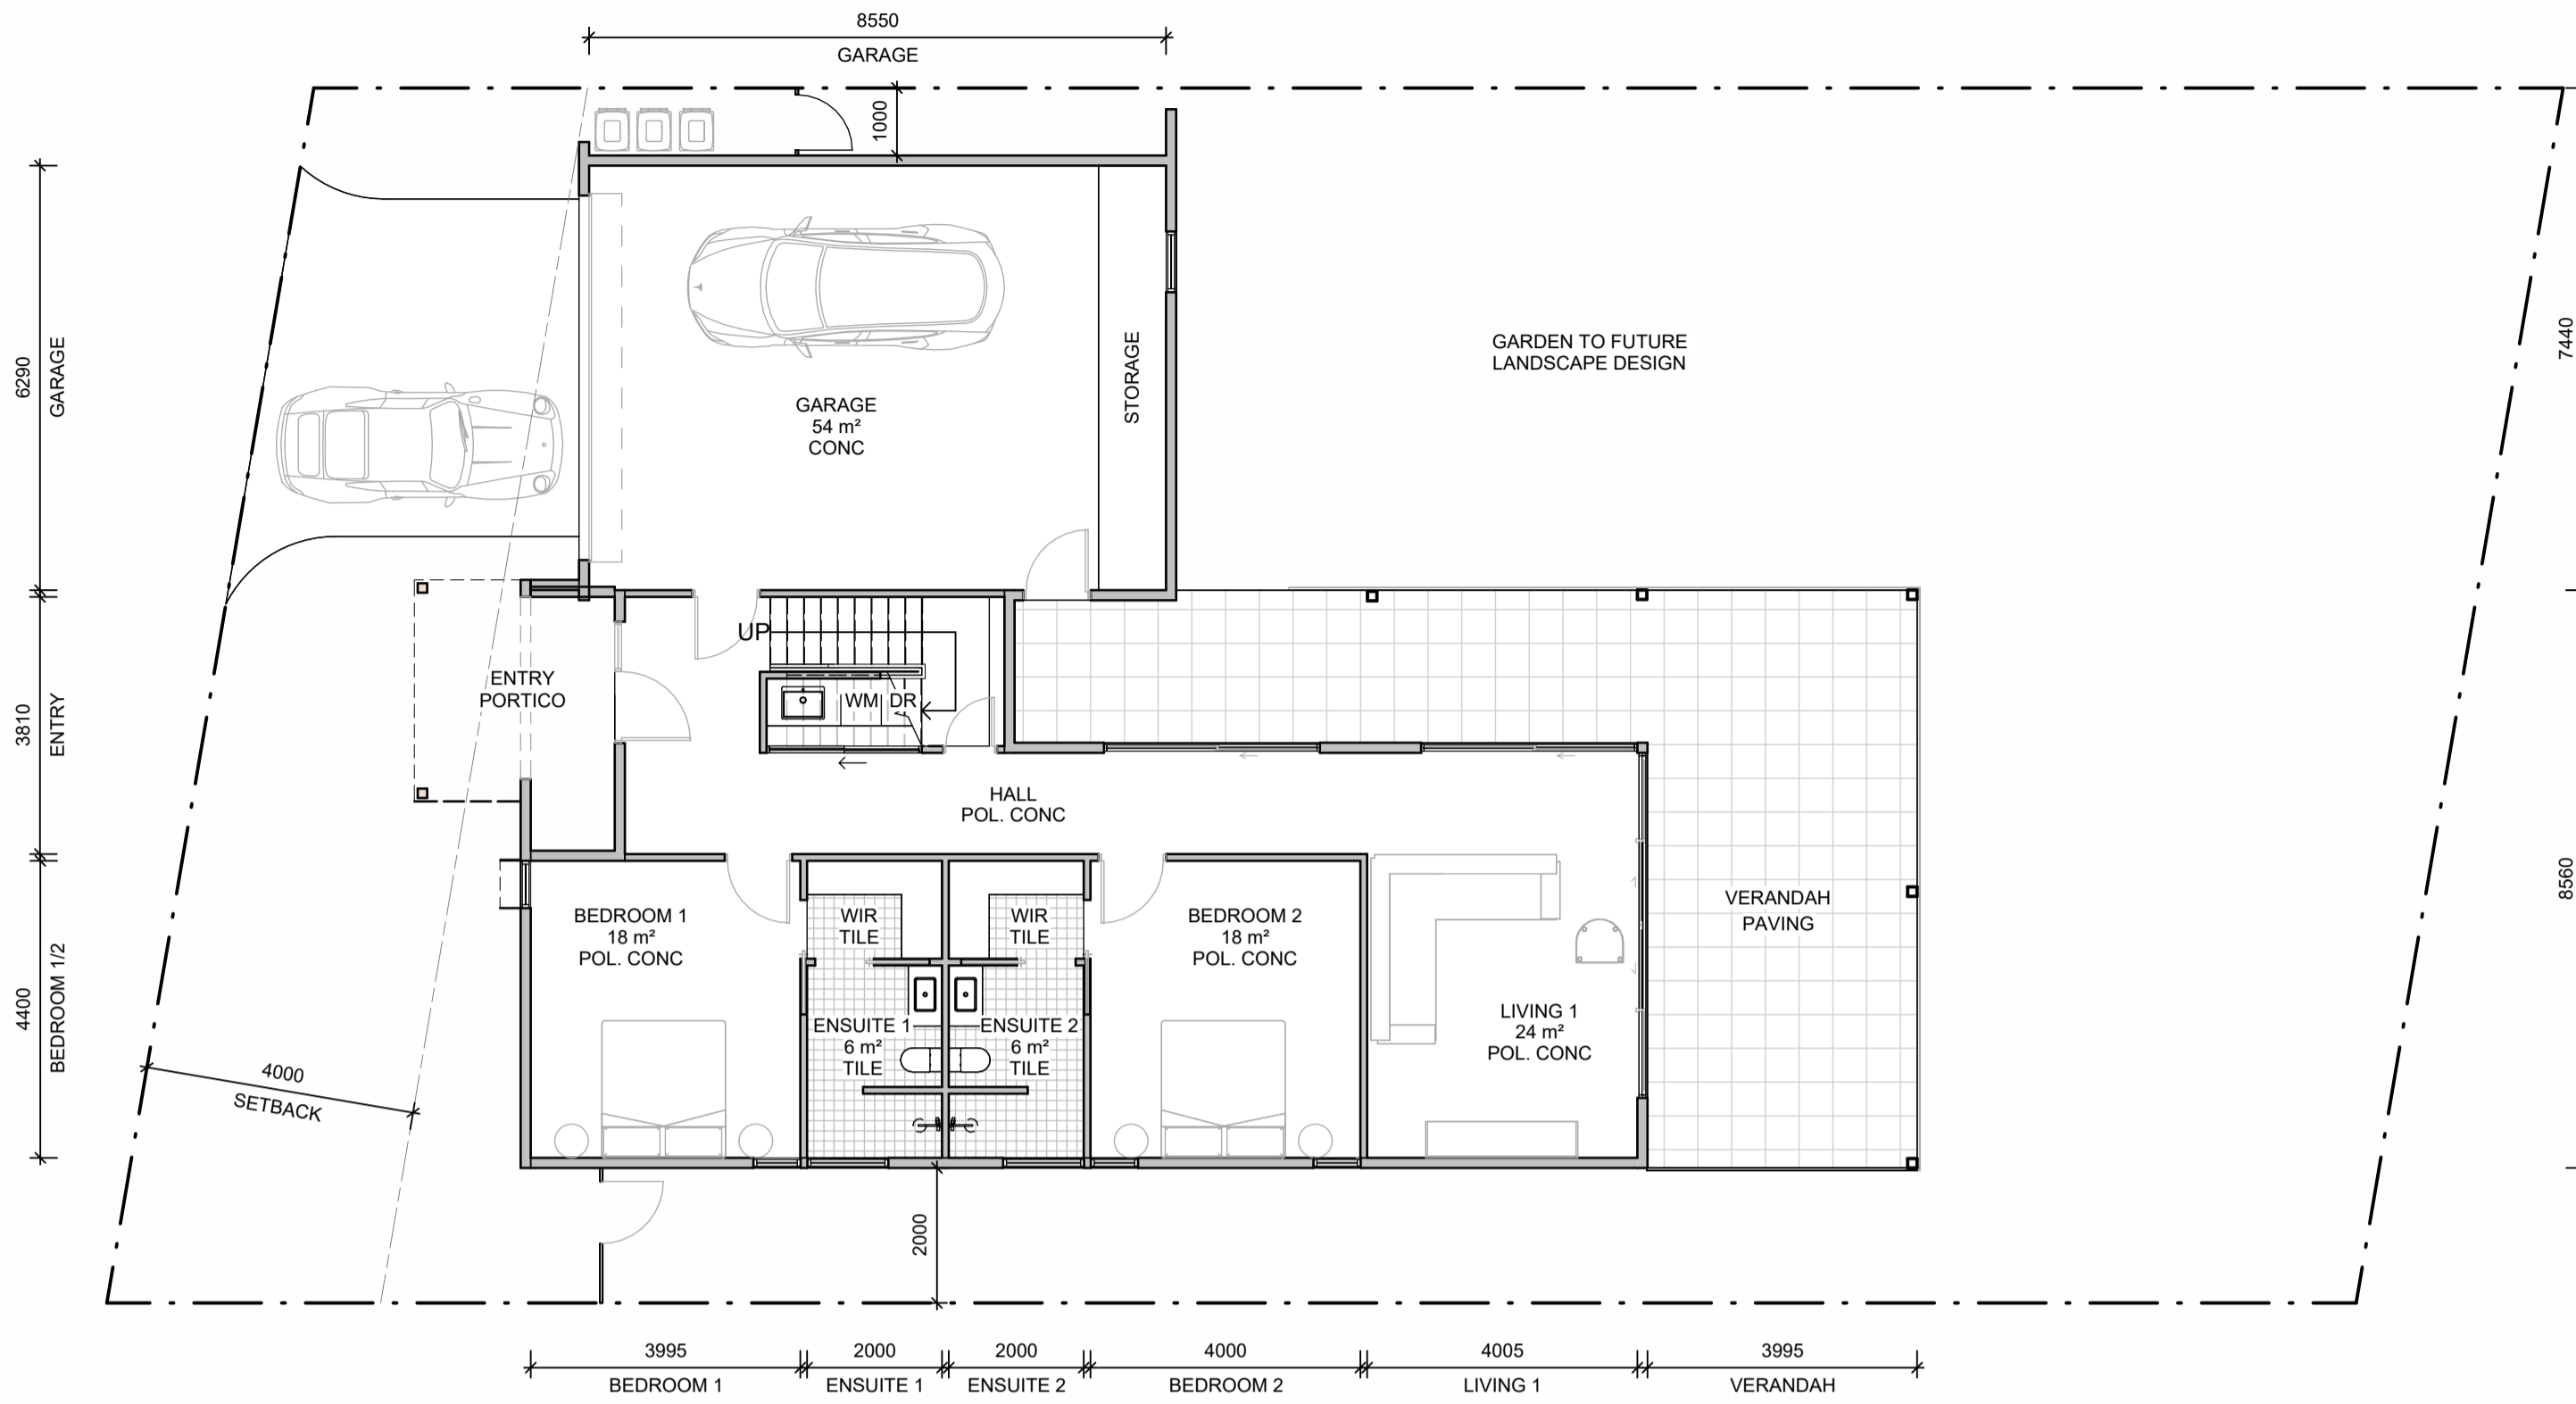 8550
GARAGE
1000
6290
GARAGE
GARAGE
54 m²
CONC
STORAGE
GARDEN TO FUTURE
LANDSCAPE DESIGN
7440
3810
ENTRY
ENTRY
PORTICO
UP
WM
DR
HALL
POL. CONC
4400
BEDROOM 1/2
BEDROOM 1
18 m²
POL. CONC
WIR
TILE
WIR
TILE
ENSUITE 1
6 m²
TILE
ENSUITE 2
6 m²
TILE
BEDROOM 2
18 m²
POL. CONC
LIVING 1
24 m²
POL. CONC
VERANDAH
PAVING
8560
4000
SETBACK
2000
3995
BEDROOM 1
2000
ENSUITE 1
2000
ENSUITE 2
4000
BEDROOM 2
4005
LIVING 1
3995
VERANDAH